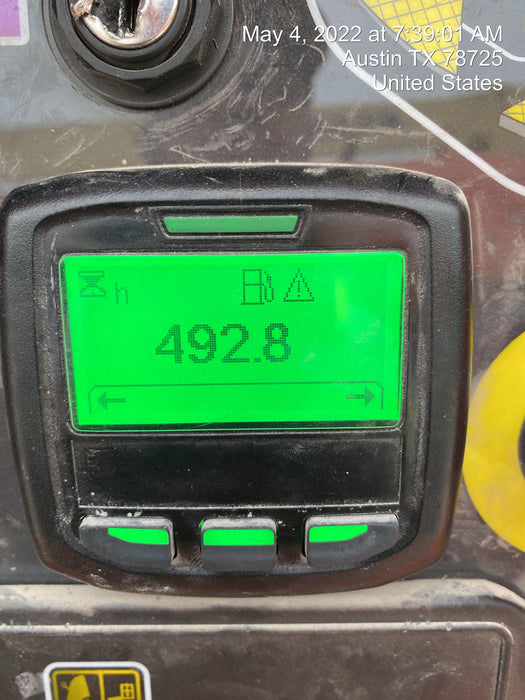 May 4, 2022 at 7:39:01 AM
Austin TX 78725
United States
h
492.8